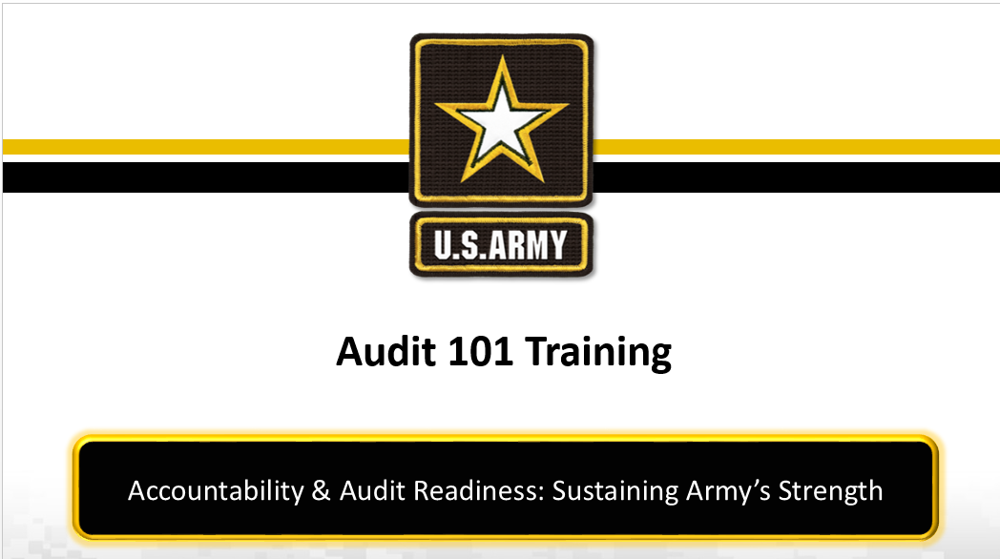 U.S.ARMY
Audit 101 Training
Accountability & Audit Readiness: Sustaining Army’s Strength